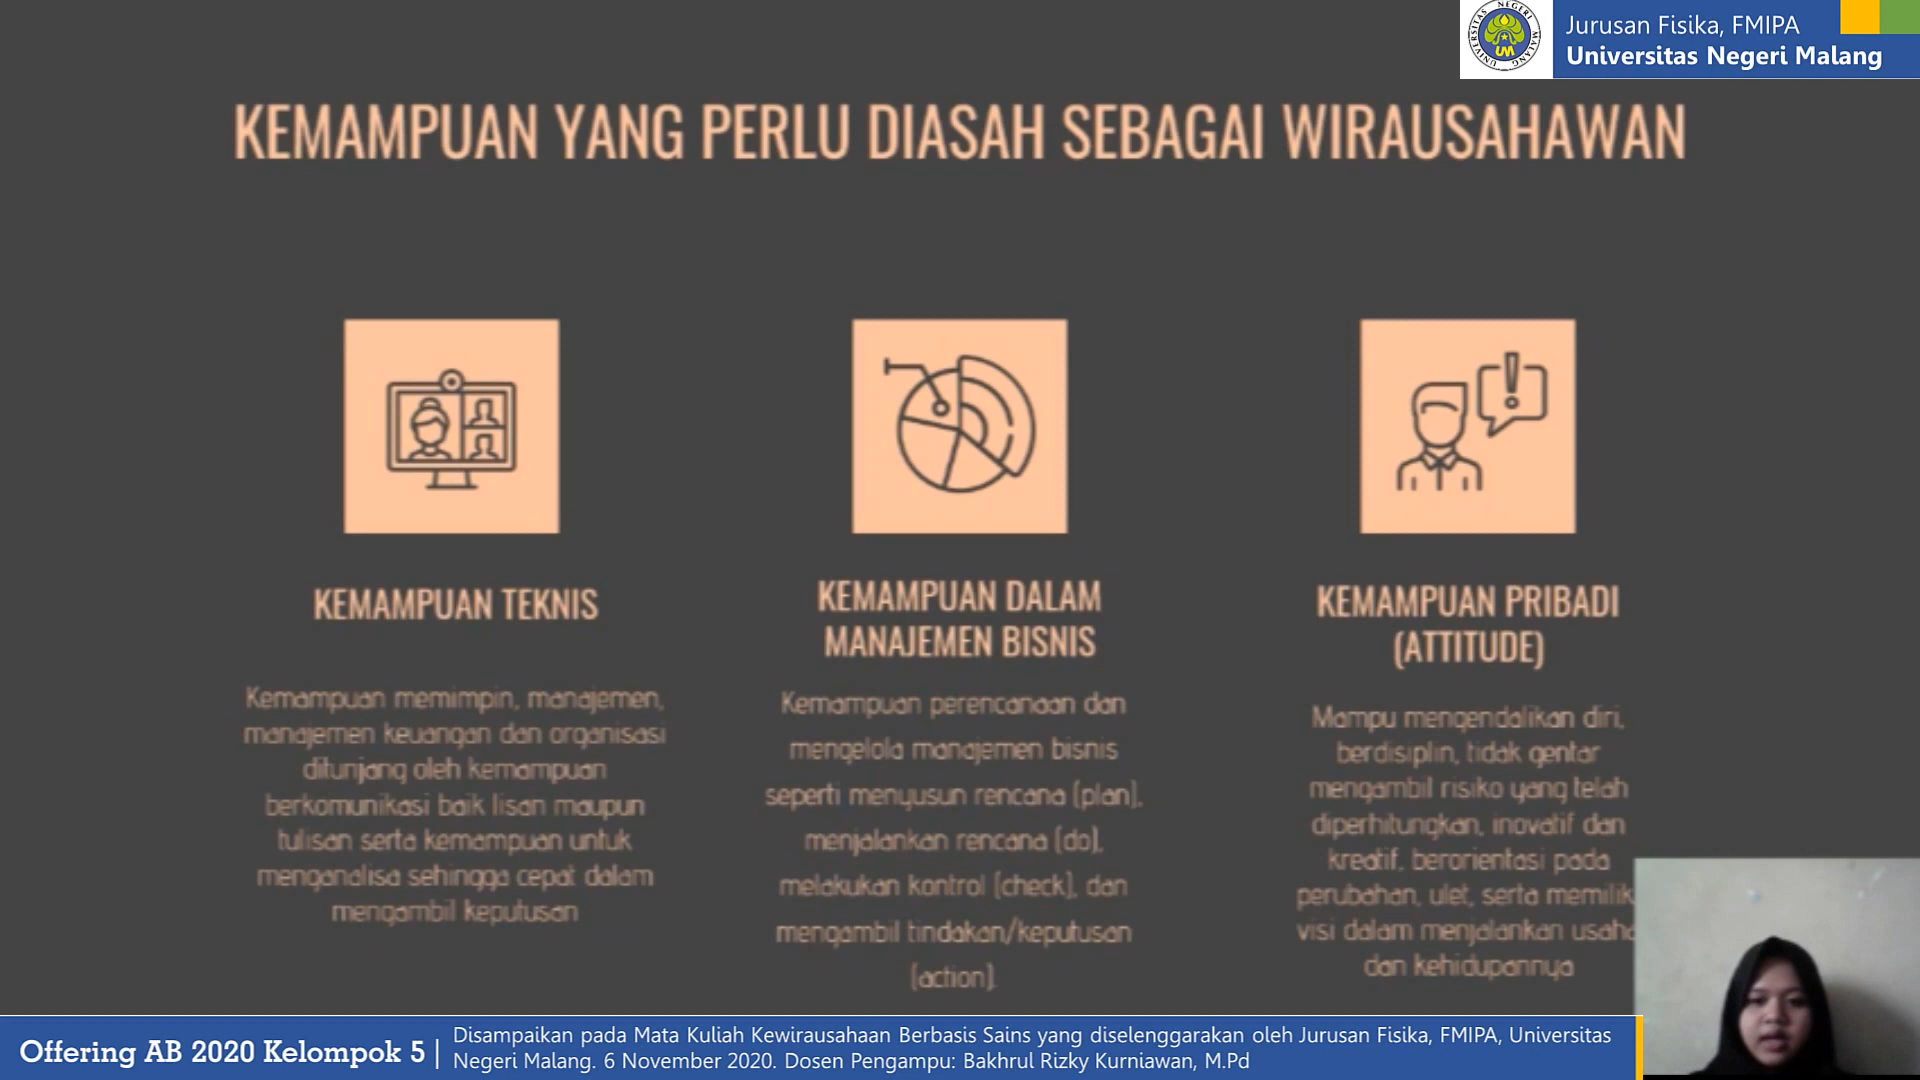 UNIVERSITAS NEGERI MALANG
UM
Jurusan Fisika, FMIPA
Universitas Negeri Malang
KEMAMPUAN YANG PERLU DIASAH SEBAGAI WIRAUSAHAWAN
KEMAMPUAN TEKNIS
Kemampuan memimpin, manajemen,
manajemen keuangan dan organisasi
ditunjang oleh kemampuan
berkomunikasi baik lisan maupun
tulisan serta kemampuan untuk
menganalisa sehingga cepat dalam
mengambil keputusan
KEMAMPUAN DALAM
MANAJEMEN BISNIS
Kemampuan perencanaan dan
mengelola manajemen bisnis
seperti menyusun rencana (plan),
menjalankan rencana (do),
melakukan kontrol (check), dan
mengambil tindakan/keputusan
(action).
KEMAMPUAN PRIBADI
(ATTITUDE)
Mampu mengendalikan diri,
berdisiplin, tidak gentar
mengambil risiko yang telah
diperhitungkan, inovatif dan
kreatif, berorientasi pada
perubahan, ulet, serta memilik
visi dalam menjalankan usaha
dan kehidupannya
Offering AB 2020 Kelompok 5
Disampaikan pada Mata Kuliah Kewirausahaan Berbasis Sains yang diselenggarakan oleh Jurusan Fisika, FMIPA, Universitas
Negeri Malang. 6 November 2020. Dosen Pengampu: Bakhrul Rizky Kurniawan, M.Pd